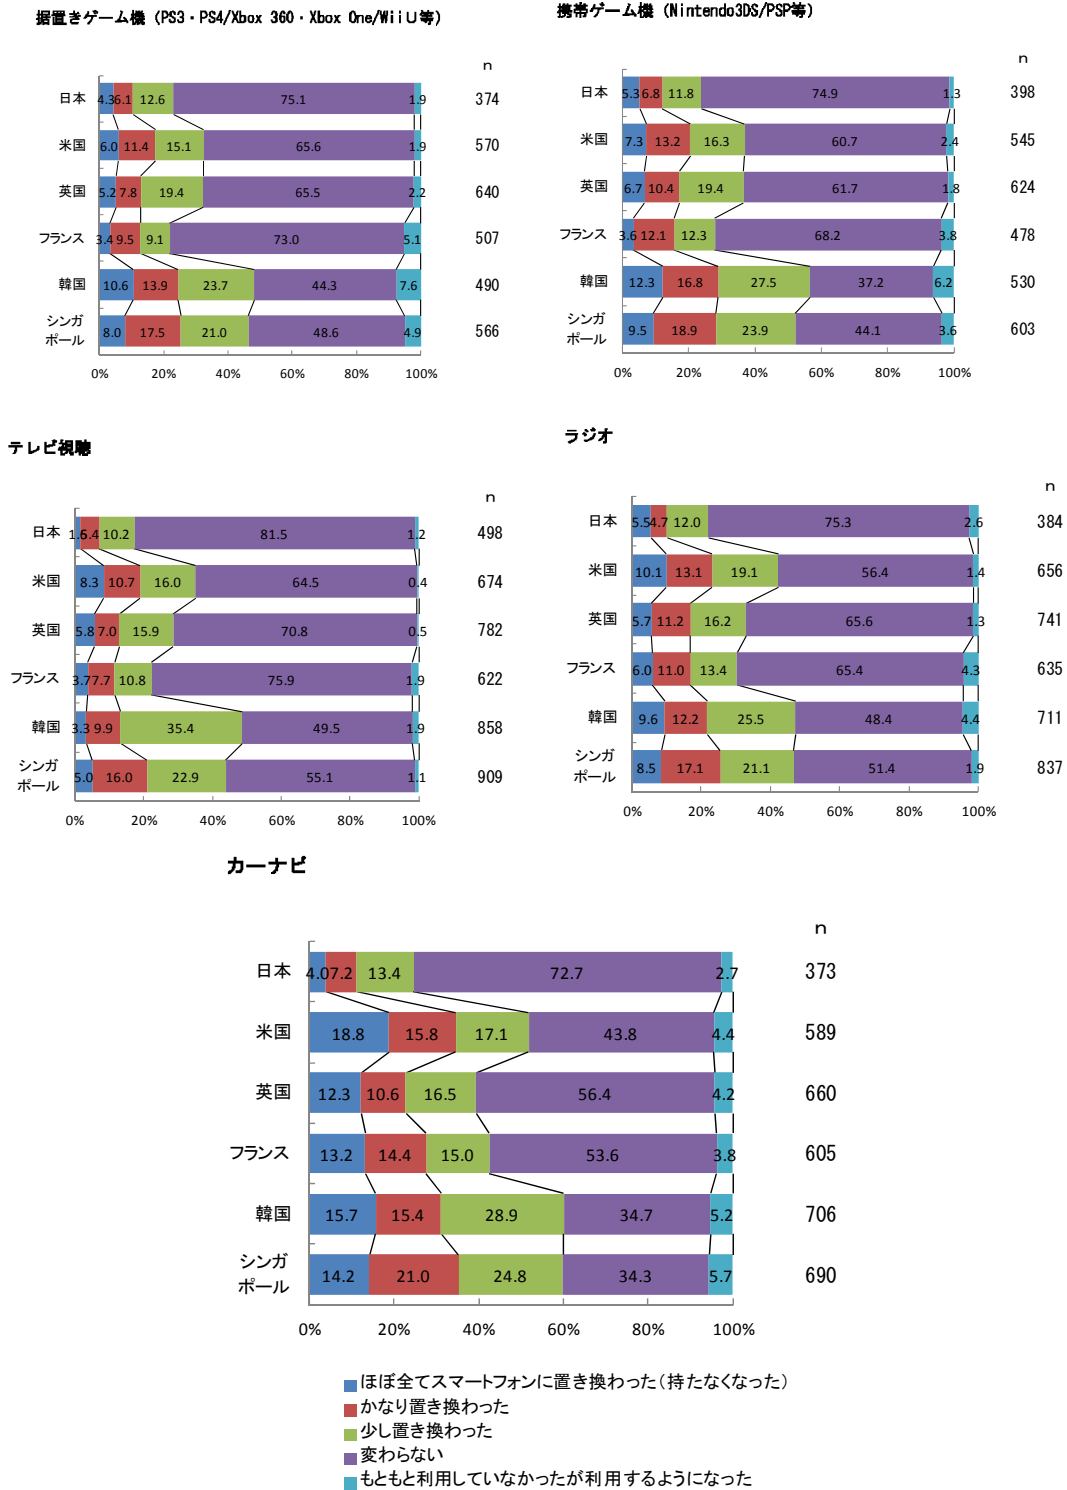 据置きゲーム機（PS3・PS4/Xbox 360・Xbox One/WiiU等）
n
日本 4.3 6.1 12.6 75.1 1.9 374
米国 6.0 11.4 15.1 65.6 1.9 570
英国 5.2 7.8 19.4 65.5 2.2 640
フランス 3.4 9.5 9.1 73.0 5.1 507
韓国 10.6 13.9 23.7 44.3 7.6 490
シンガ
ポール 8.0 17.5 21.0 48.6 4.9 566
0% 20% 40% 60% 80% 100%
携帯ゲーム機（Nintendo3DS/PSP等）
n
日本 5.3 6.8 11.8 74.9 1.3 398
米国 7.3 13.2 16.3 60.7 2.4 545
英国 6.7 10.4 19.4 61.7 1.8 624
フランス 3.6 12.1 12.3 68.2 3.8 478
韓国 12.3 16.8 27.5 37.2 6.2 530
シンガ
ポール 9.5 18.9 23.9 44.1 3.6 603
0% 20% 40% 60% 80% 100%
テレビ視聴
n
日本 5.4 10.2 81.5 1.2 498
米国 8.3 10.7 16.0 64.5 0.4 674
英国 5.8 7.0 15.9 70.8 0.5 782
フランス 3.7 7.7 10.8 75.9 1.9 622
韓国 3.3 9.9 35.4 49.5 1.9 858
シンガ
ポール 5.0 16.0 22.9 55.1 1.1 909
0% 20% 40% 60% 80% 100%
ラジオ
n
日本 5.5 4.7 12.0 75.3 2.6 384
米国 10.1 13.1 19.1 56.4 1.4 656
英国 5.7 11.2 16.2 65.6 1.3 741
フランス 6.0 11.0 13.4 65.4 4.3 635
韓国 9.6 12.2 25.5 48.4 4.4 711
シンガ
ポール 8.5 17.1 21.1 51.4 1.9 837
0% 20% 40% 60% 80% 100%
カーナビ
n
日本 4.0 7.2 13.4 72.7 2.7 373
米国 18.8 15.8 17.1 43.8 4.4 589
英国 12.3 10.6 16.5 56.4 4.2 660
フランス 13.2 14.4 15.0 53.6 3.8 605
韓国 15.7 15.4 28.9 34.7 5.2 706
シンガ
ポール 14.2 21.0 24.8 34.3 5.7 690
0% 20% 40% 60% 80% 100%
ほぼ全てスマートフォンに置き換わった（持たなくなった）
かなり置き換わった
少し置き換わった
変わらない
もともと利用していなかったが利用するようになった